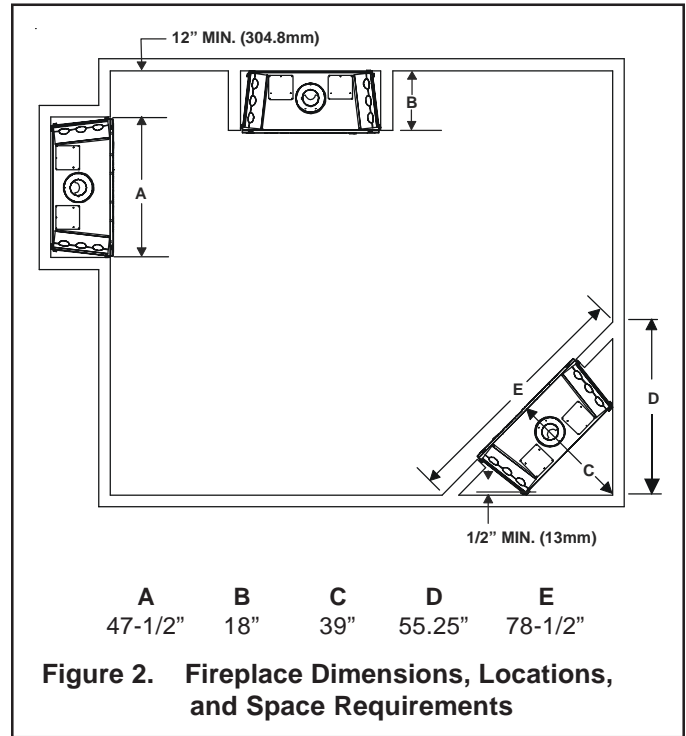 12” MIN. (304.8mm)
B
A
E
D
C
1/2” MIN. (13mm)
A B C D E
47-1/2” 18” 39” 55.25” 78-1/2”
Figure 2. Fireplace Dimensions, Locations,
and Space Requirements